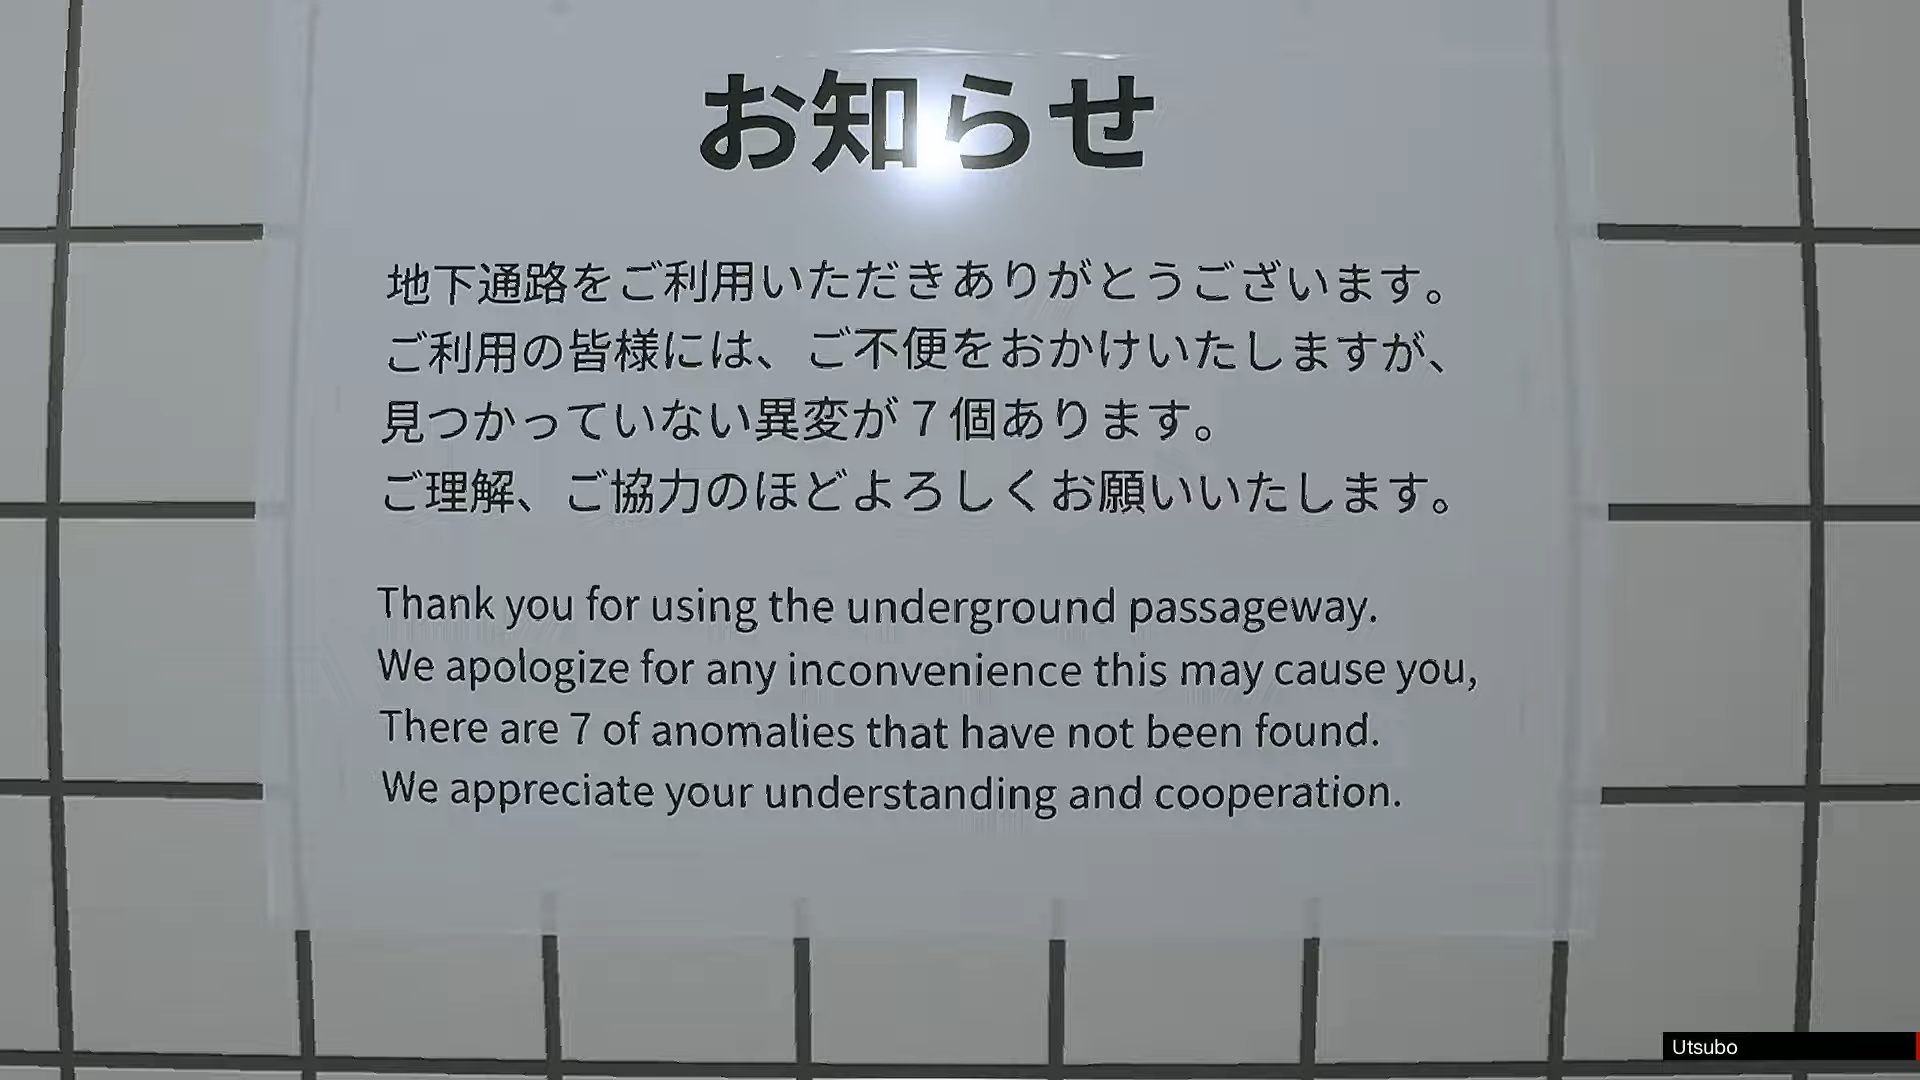 お知らせ
地下通路をご利用いただきありがとうございます。
ご利用の皆様には、ご不便をおかけいたしますが、
見つかっていない異変が７個あります。
ご理解、ご協力のほどよろしくお願いいたします。
Thank you for using the underground passageway.
We apologize for any inconvenience this may cause you,
There are 7 of anomalies that have not been found.
We appreciate your understanding and cooperation.
Utsubo